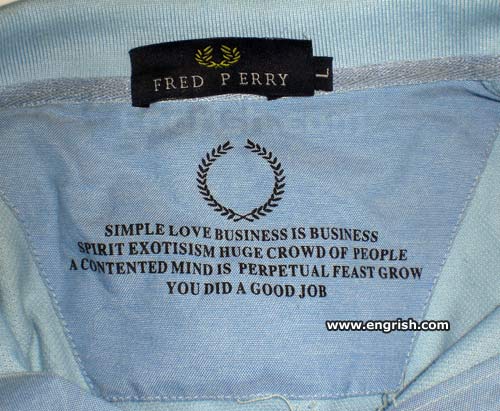 FRED P ERRY
L
SIMPLE LOVE BUSINESS IS BUSINESS
SPIRIT EXOTISISM HUGE CROWD OF PEOPLE
A CONTENTED MIND IS PERPETUAL FEAST GROW
YOU DID A GOOD JOB
www.engrish.com